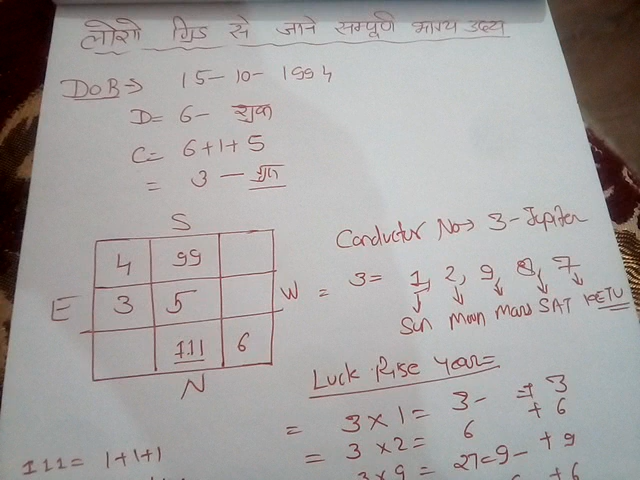 लोशो ग्रिड से जाने सम्पूर्ण भाग्य उदय
DOB⇒ 15-10-1994
D= 6- शुक्र
C= 6+1+5
= 3 - गुरु
S
4 99
E 3 5 W
111 6
N
Conductor No→ 3-Jupiter
= 3= 1, 2, 9, 8, 7
Sun Moon Mars SAT KETU
Luck Rise Year=
= 3×1= 3- → 3
= 3×2= 6 +6
3×9= 27=9- +9
+6
111= 1+1+1